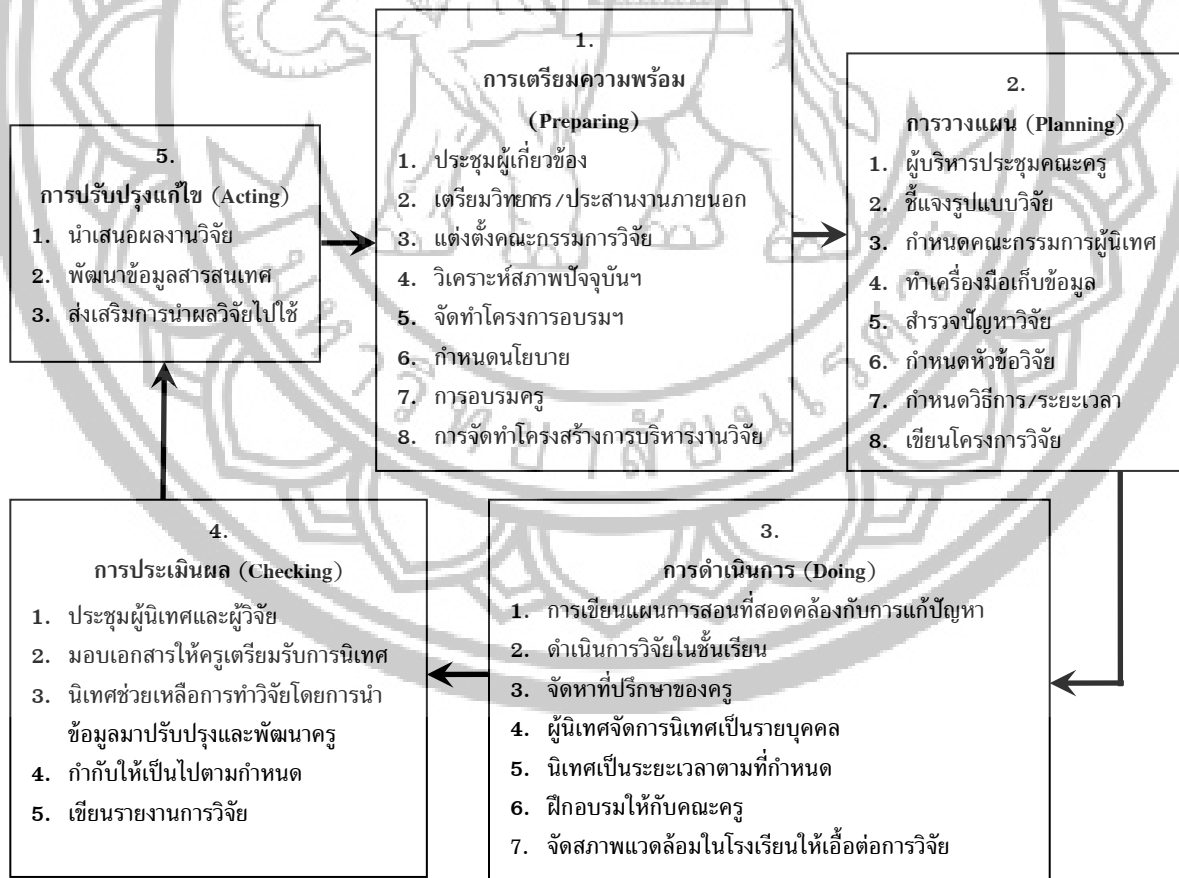 1.
การเตรียมความพร้อม
(Preparing)
1. ประชุมผู้เกี่ยวข้อง
2. เตรียมวิทยากร/ประสานงานภายนอก
3. แต่งตั้งคณะกรรมการวิจัย
4. วิเคราะห์สภาพปัจจุบันฯ
5. จัดทำโครงการอบรมฯ
6. กำหนดนโยบาย
7. การอบรมครู
8. การจัดทำโครงสร้างการบริหารงานวิจัย
2.
การวางแผน (Planning)
1. ผู้บริหารประชุมคณะครู
2. ชี้แจงรูปแบบวิจัย
3. กำหนดคณะกรรมการผู้นิเทศ
4. ทำเครื่องมือเก็บข้อมูล
5. สำรวจปัญหาวิจัย
6. กำหนดหัวข้อวิจัย
7. กำหนดวิธีการ/ระยะเวลา
8. เขียนโครงการวิจัย
3.
การดำเนินการ (Doing)
1. การเขียนแผนการสอนที่สอดคล้องกับการแก้ปัญหา
2. ดำเนินการวิจัยในชั้นเรียน
3. จัดหาที่ปรึกษาของครู
4. ผู้นิเทศจัดการนิเทศเป็นรายบุคคล
5. นิเทศเป็นระยะเวลาตามที่กำหนด
6. ฝึกอบรมให้กับคณะครู
7. จัดสภาพแวดล้อมในโรงเรียนให้เอื้อต่อการวิจัย
4.
การประเมินผล (Checking)
1. ประชุมผู้นิเทศและผู้วิจัย
2. มอบเอกสารให้ครูเตรียมรับการนิเทศ
3. นิเทศช่วยเหลือการทำวิจัยโดยการนำ
ข้อมูลมาปรับปรุงและพัฒนาครู
4. กำกับให้เป็นไปตามกำหนด
5. เขียนรายงานการวิจัย
5.
การปรับปรุงแก้ไข (Acting)
1. นำเสนอผลงานวิจัย
2. พัฒนาข้อมูลสารสนเทศ
3. ส่งเสริมการนำผลวิจัยไปใช้